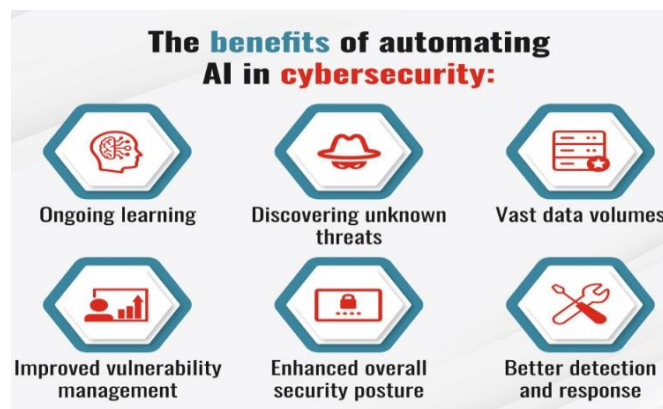 The benefits of automating
AI in cybersecurity:
Ongoing learning
Discovering unknown
threats
Vast data volumes
Improved vulnerability
management
Enhanced overall
security posture
Better detection
and response